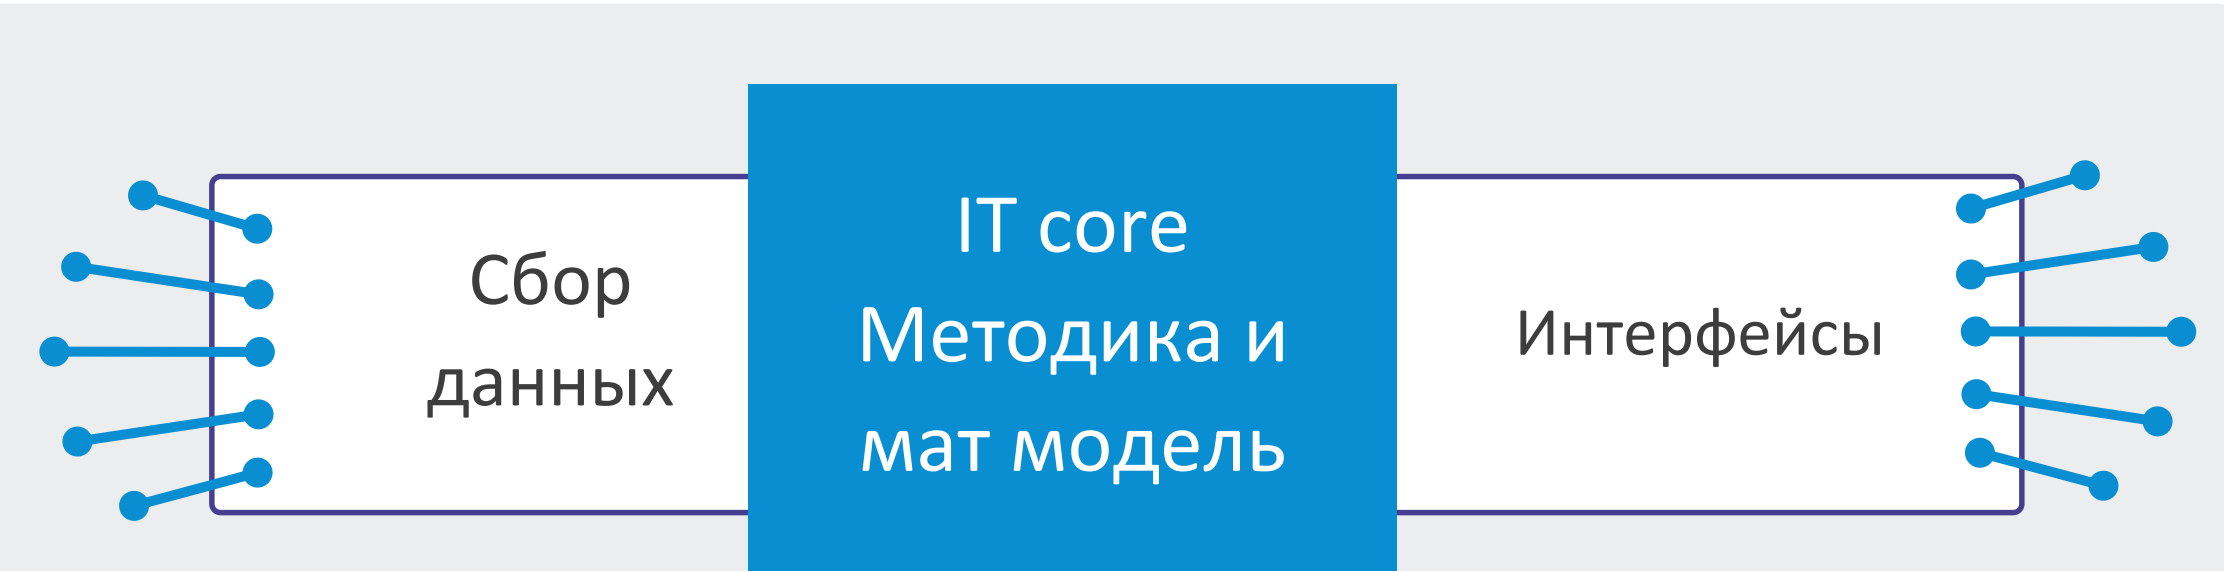 Сбор
данных
IT core
Методика и
мат модель
Интерфейсы